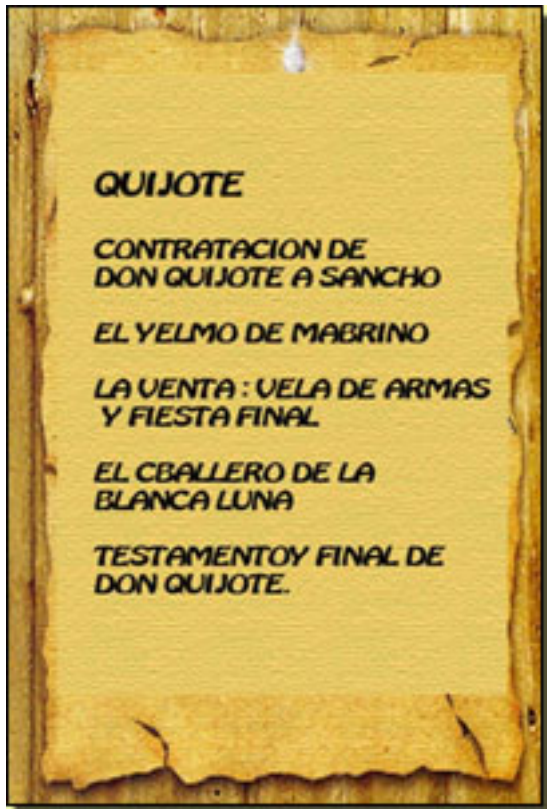 QUIJOTE
CONTRATACION DE
DON QUIJOTE A SANCHO
EL YELMO DE MABRINO
LA VENTA : VELA DE ARMAS
Y FIESTA FINAL
EL CBALLERO DE LA
BLANCA LUNA
TESTAMENTOY FINAL DE
DON QUIJOTE.